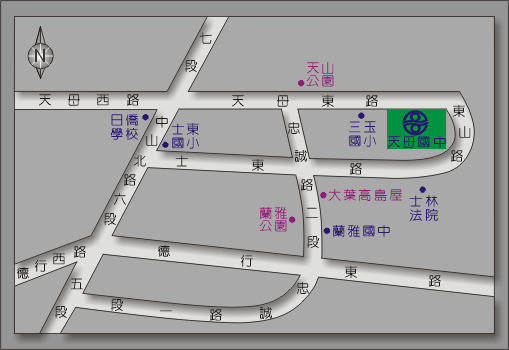 七段
N
天山
公園
天母西路
天母東路
日僑
學校
中山北路六段
士東
國小
忠誠路二段
三玉
國小
天母國中
東山路
士東路
大葉高島屋
士林
法院
蘭雅
公園
蘭雅國中
德行西路
德行東路
五段
忠誠路一段